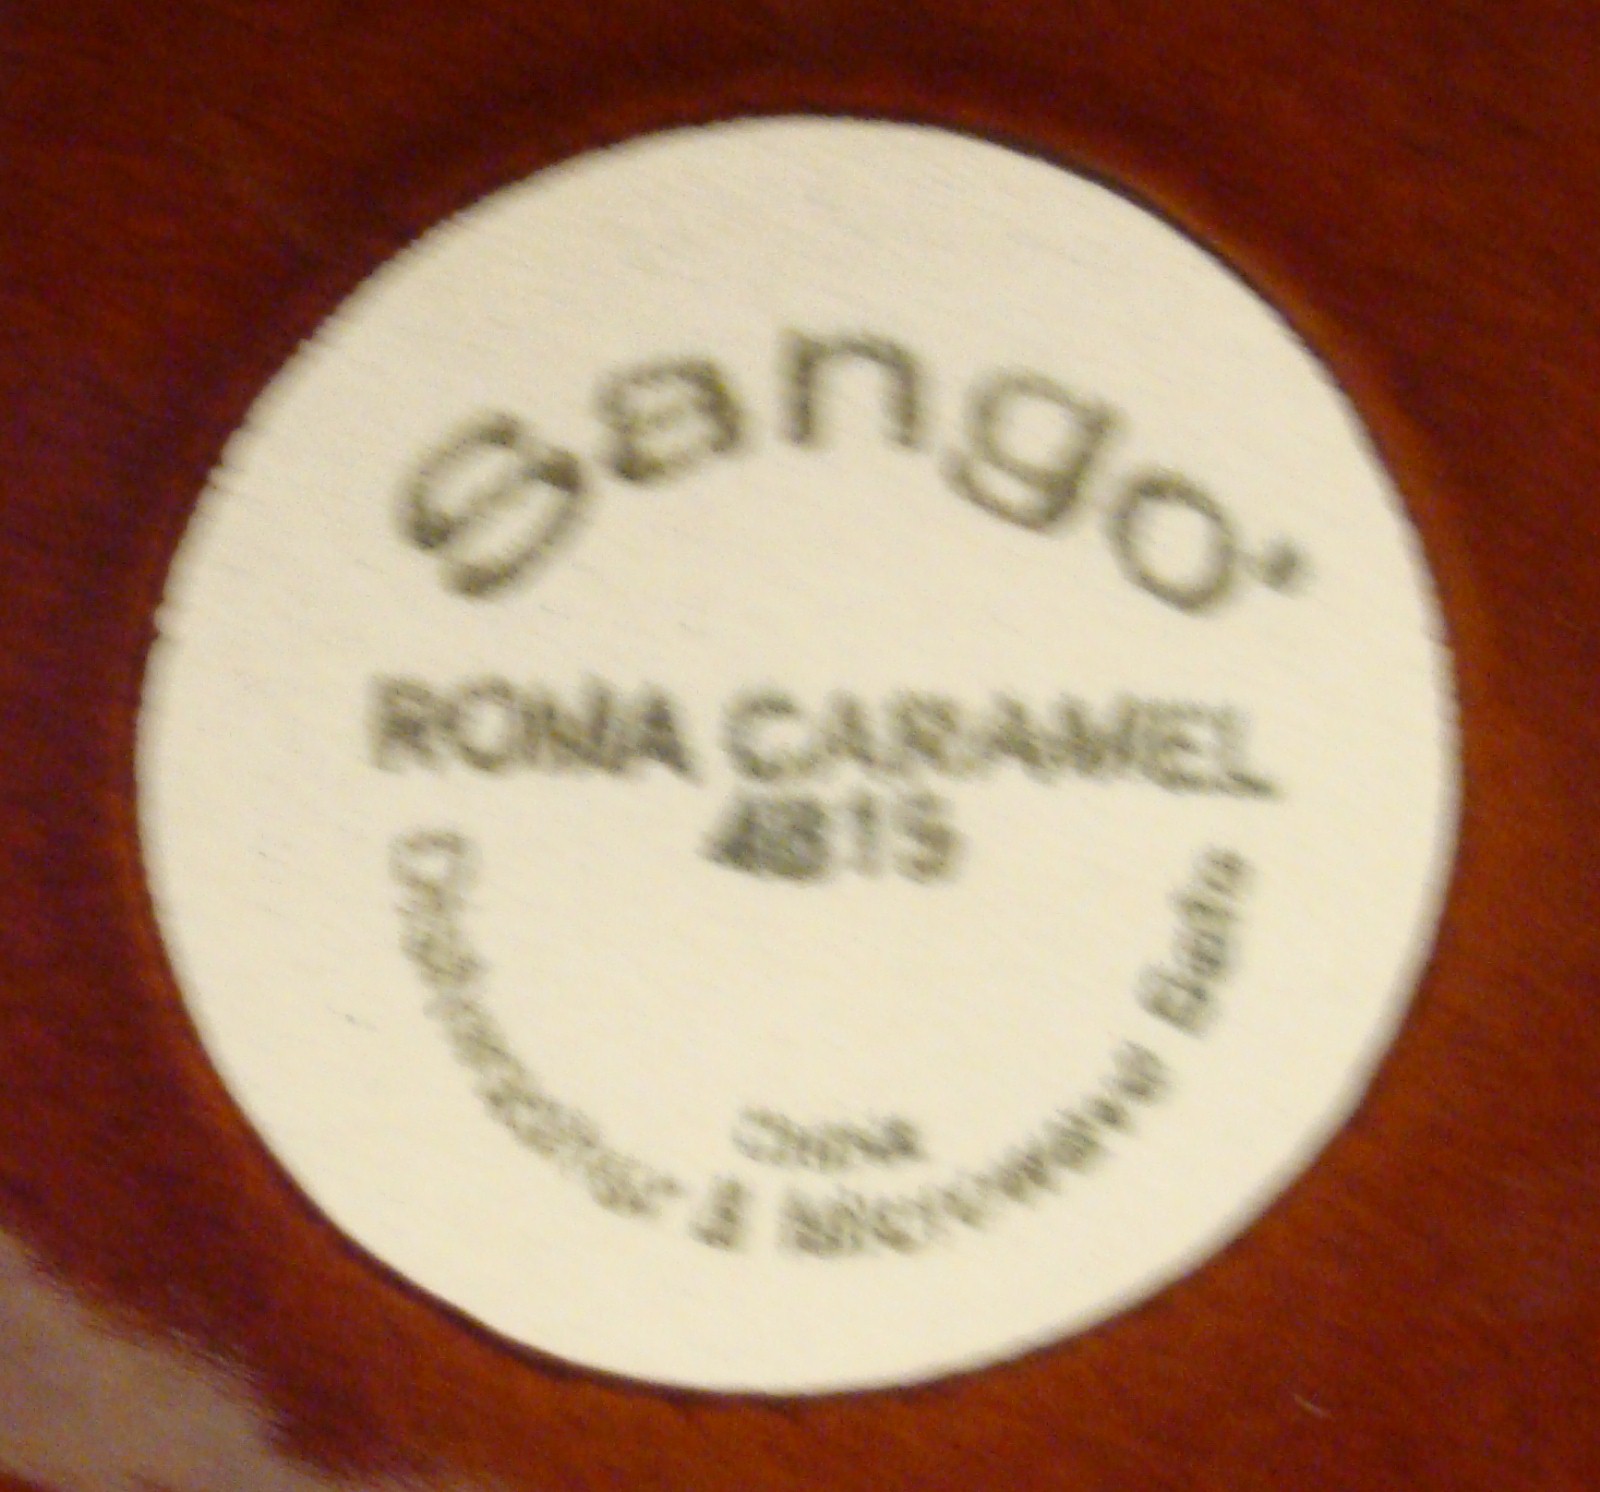 Sango
ROMA CARAMEL
4815
CHINA
Dishwasher & Microwave Safe